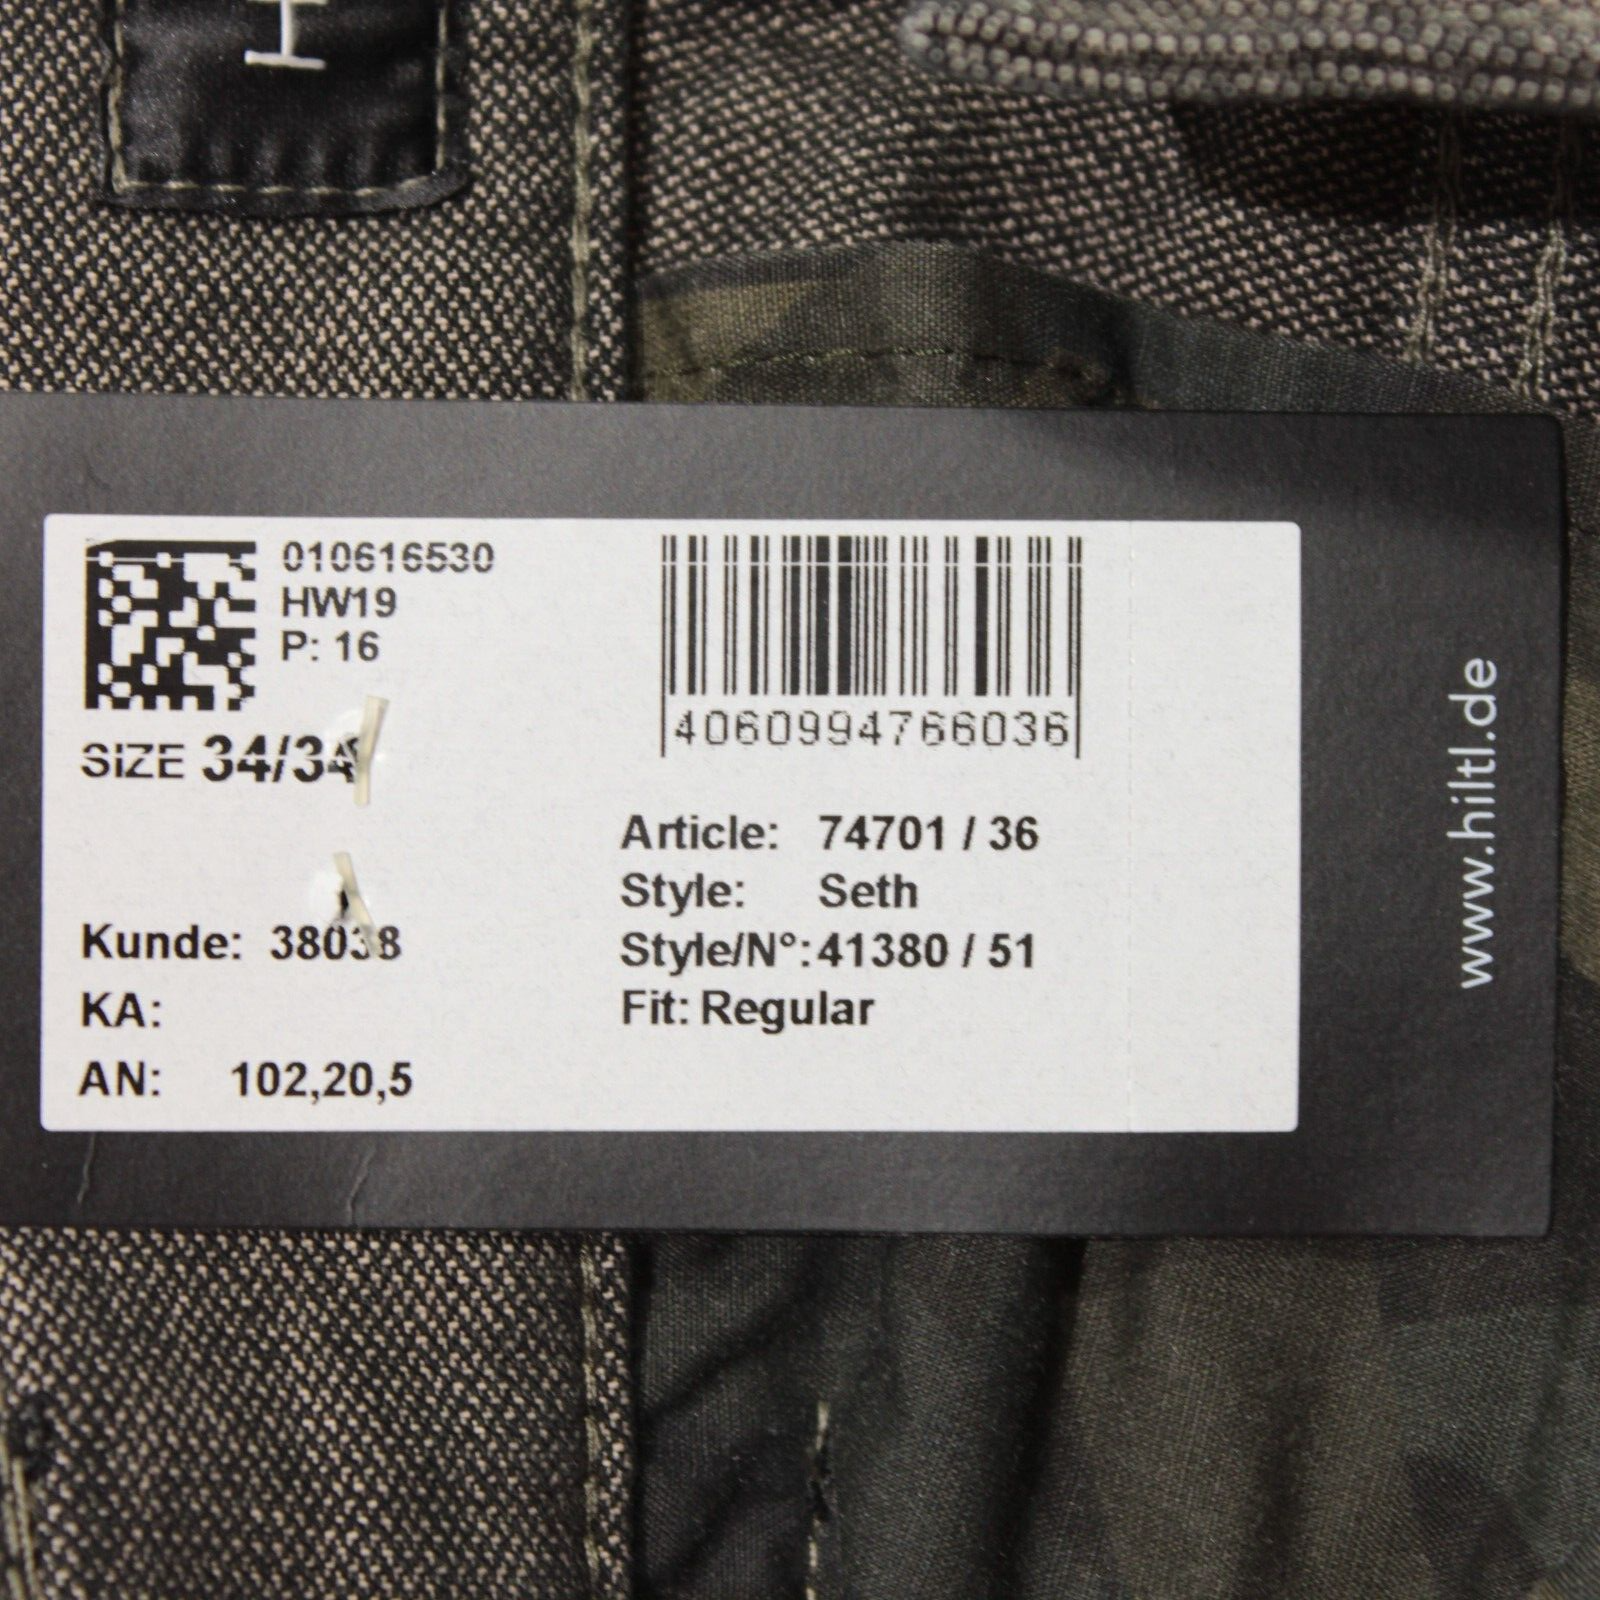 H
010616530
HW19
P: 16
SIZE 34/34
Kunde: 38038
KA:
AN: 102,20,5
4060994766036
Article: 74701 / 36
Style: Seth
Style/N°: 41380 / 51
Fit: Regular
www.hiltl.de